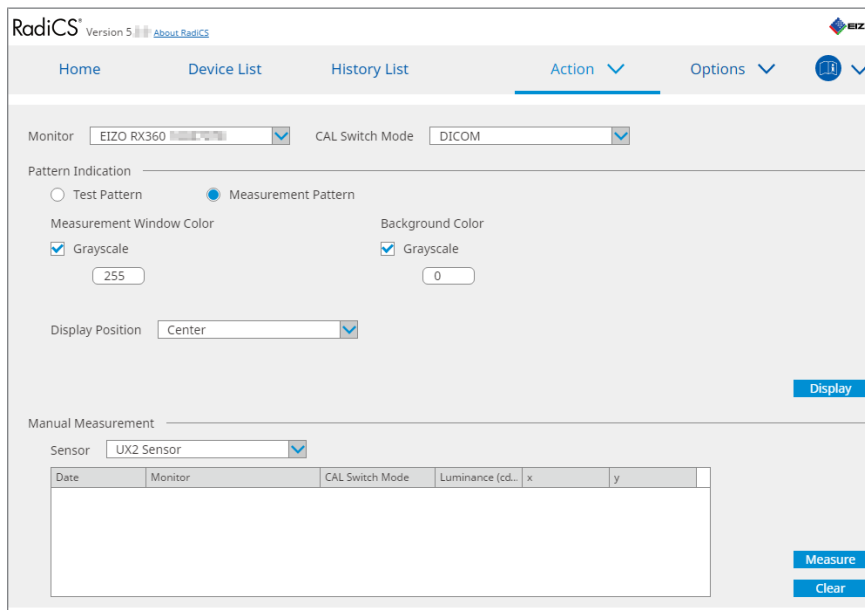 RadiCS® Version 5. About RadiCS EIZ
Home Device List History List Action Options
Monitor EIZO RX360 CAL Switch Mode DICOM
Pattern Indication
Test Pattern Measurement Pattern
Measurement Window Color Background Color
Grayscale Grayscale
255 0
Display Position Center
Display
Manual Measurement
Sensor UX2 Sensor
Date Monitor CAL Switch Mode Luminance (cd... x y
Measure
Clear